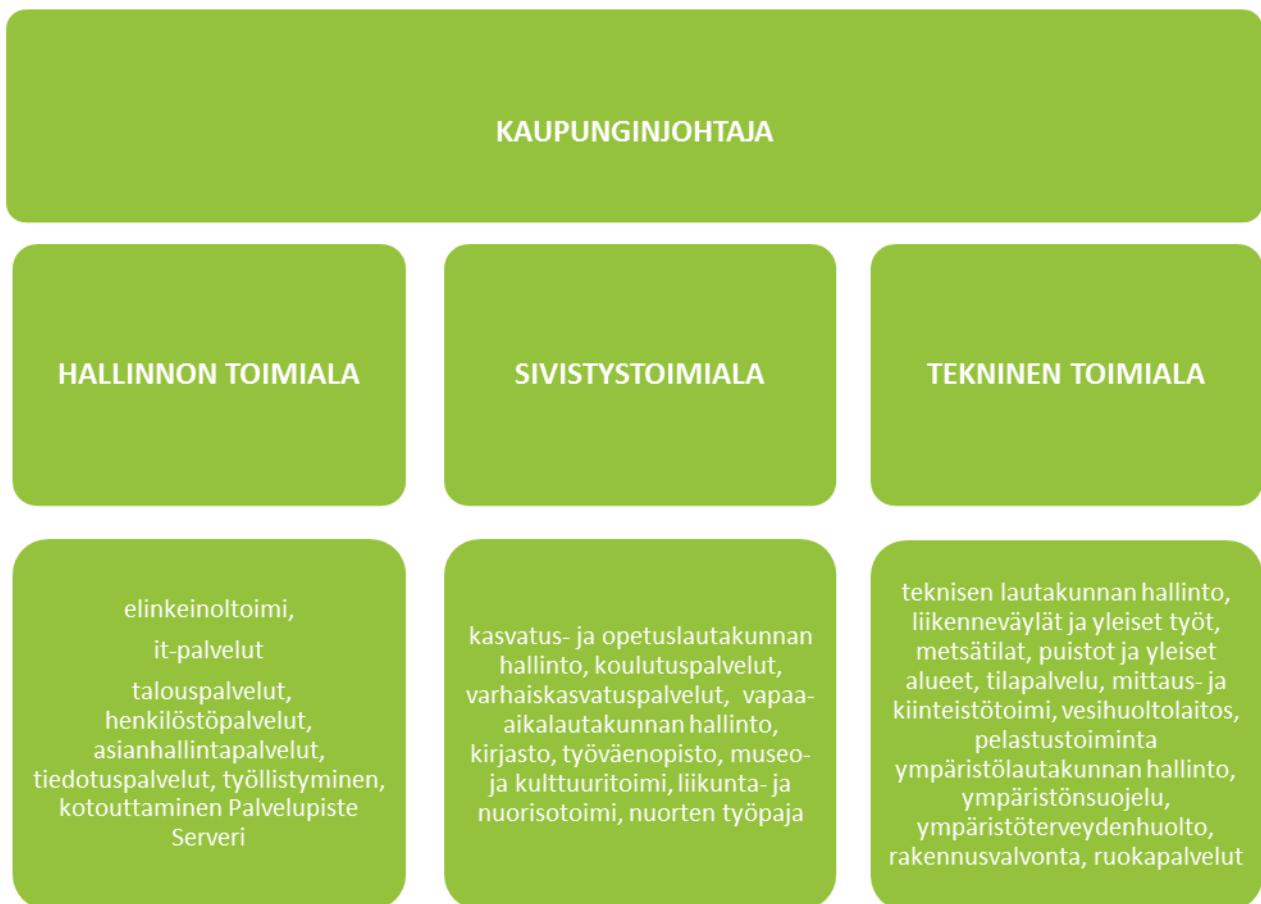 KAUPUNGINJOHTAJA
HALLINNON TOIMIALA
SIVISTYSTOIMIALA
TEKNINEN TOIMIALA
elinkeinoltoimi,
it-palvelut
talouspalvelut,
henkilöstöpalvelut,
asianhallintapalvelut,
tiedotuspalvelut, työllistyminen,
kotouttaminen Palvelupiste
Serveri
kasvatus- ja opetuslautakunnan
hallinto, koulutuspalvelut,
varhaiskasvatuspalvelut, vapaa-
aikalautakunnan hallinto,
kirjasto, työväenopisto, museo-
ja kulttuuritoimi, liikunta- ja
nuorisotoimi, nuorten työpaja
teknisen lautakunnan hallinto,
liikenneväylät ja yleiset työt,
metsätilat, puistot ja yleiset
alueet, tilapalvelu, mittaus- ja
kiinteistötoimi, vesihuoltolaitos,
pelastustoiminta
ympäristölautakunnan hallinto,
ympäristönsuojelu,
ympäristöterveydenhuolto,
rakennusvalvonta, ruokapalvelut